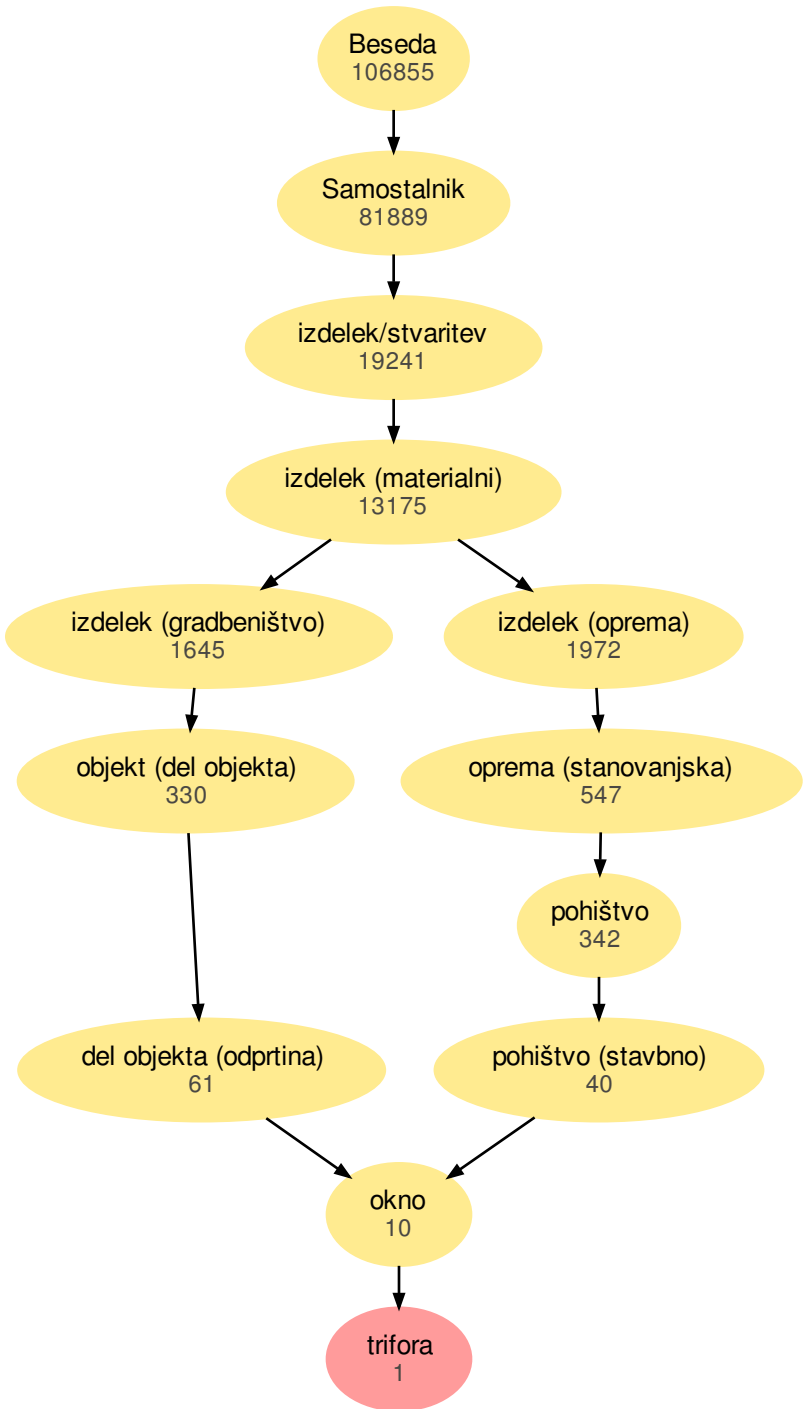 Beseda
106855
Samostalnik
81889
izdelek/stvaritev
19241
izdelek (materialni)
13175
izdelek (gradbeništvo)
1645
izdelek (oprema)
1972
objekt (del objekta)
330
oprema (stanovanjska)
547
pohištvo
342
del objekta (odprtina)
61
pohištvo (stavbno)
40
okno
10
trifora
1